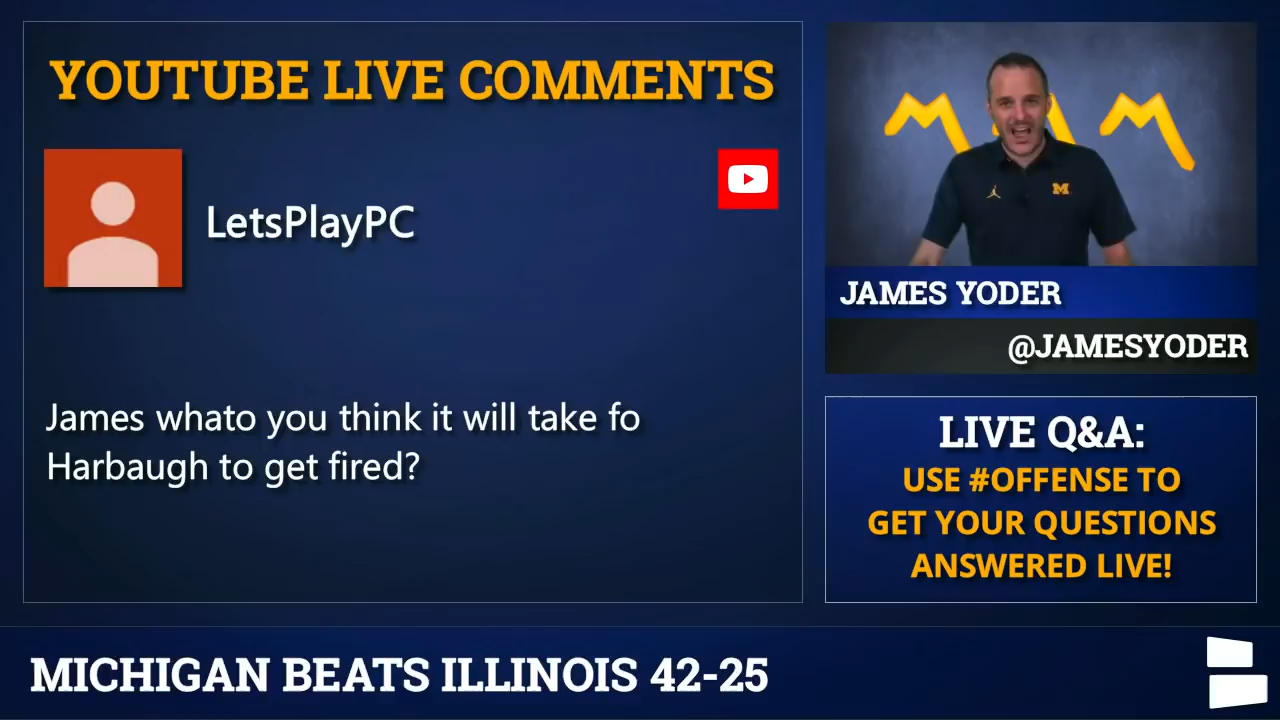 YOUTUBE LIVE COMMENTS
LetsPlayPC
James whato you think it will take fo
Harbaugh to get fired?
M
JAMES YODER
@JAMESYODER
LIVE Q&A:
USE #OFFENSE TO
GET YOUR QUESTIONS
ANSWERED LIVE!
MICHIGAN BEATS ILLINOIS 42-25